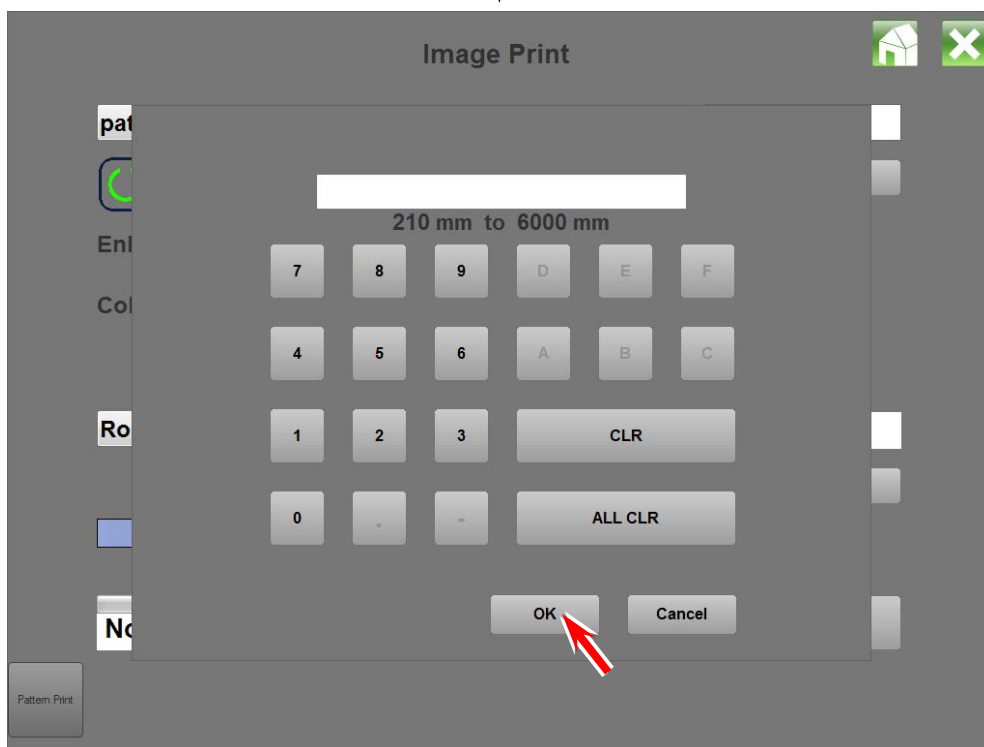 Image Print
pat
210 mm to 6000 mm
Enl
7 8 9 D E F
Col
4 5 6 A B C
Ro
1 2 3 CLR
0 . - ALL CLR
OK Cancel
No
Pattern Print